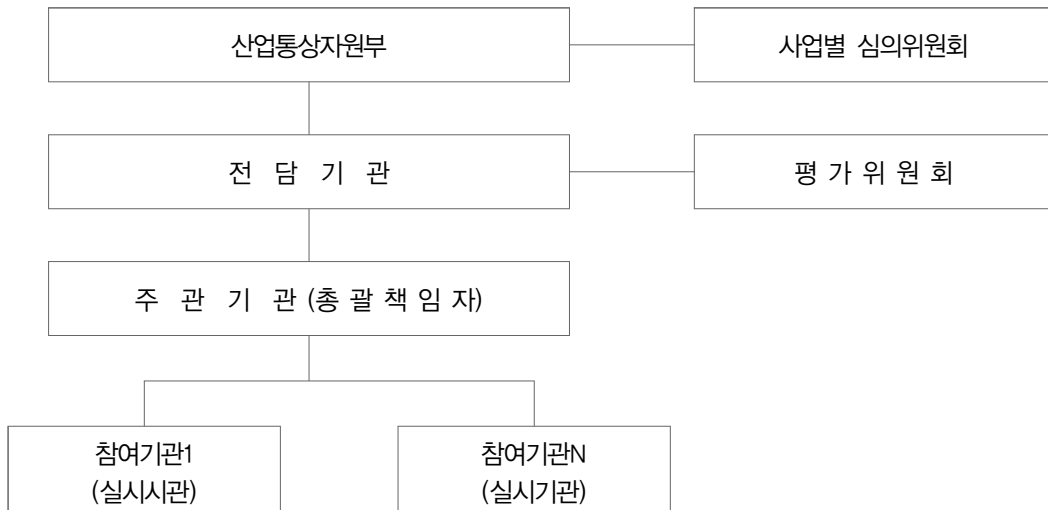 산업통상자원부
사업별 심의위원회
전 담 기 관
평 가 위 원 회
주 관 기 관 (총 괄 책 임 자)
참여기관1
(실시시관)
참여기관N
(실시기관)